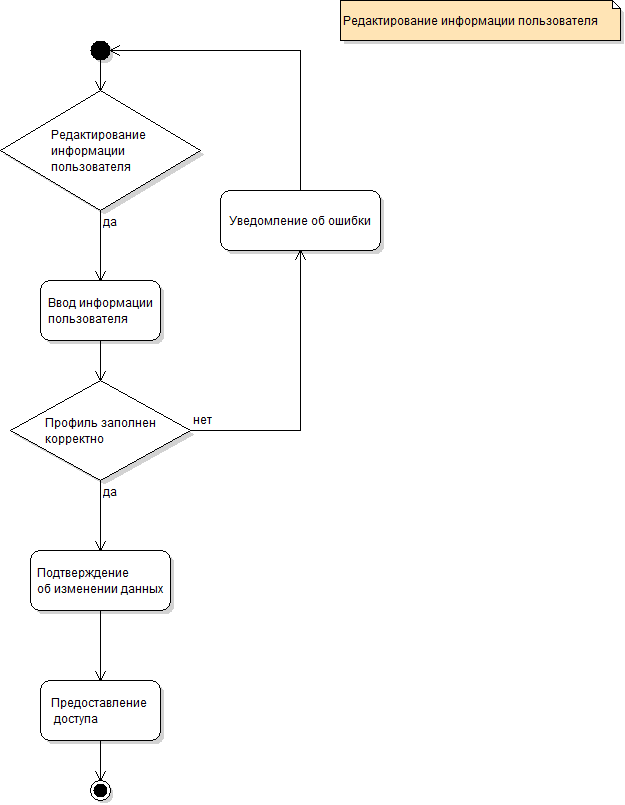 Редактирование информации пользователя
Редактирование
информации
пользователя
да
Уведомление об ошибки
Ввод информации
пользователя
Профиль заполнен
корректно
нет
да
Подтверждение
об изменении данных
Предоставление
доступа